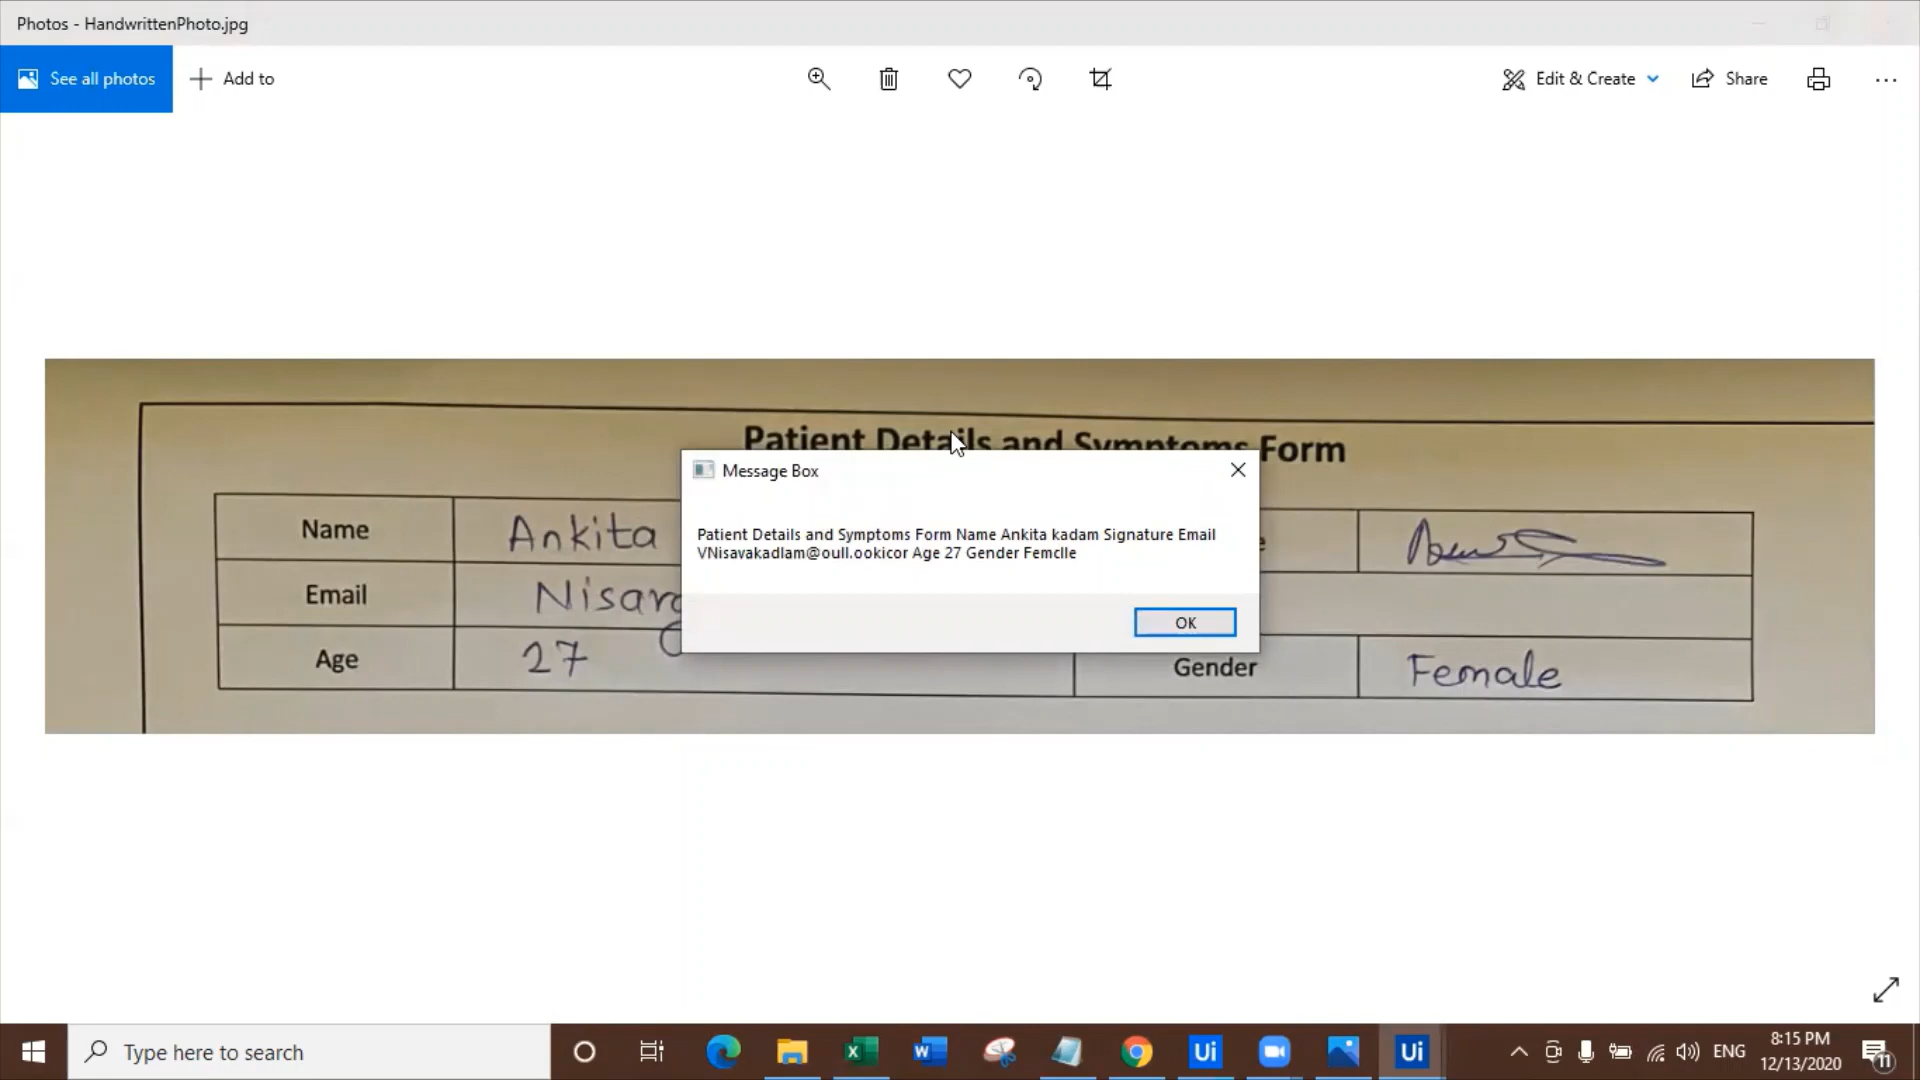 Photos - HandwrittenPhoto.jpg
See all photos
Add to
Edit & Create
Share
Patient Details and Symptoms Form
Message Box
Patient Details and Symptoms Form Name Ankita kadam Signature Email
VNisavakadlam@oull.ookicor Age 27 Gender Femclle
OK
Name Ankita
Email
Age 27 Gender Female
Type here to search
ENG
8:15 PM
12/13/2020
11